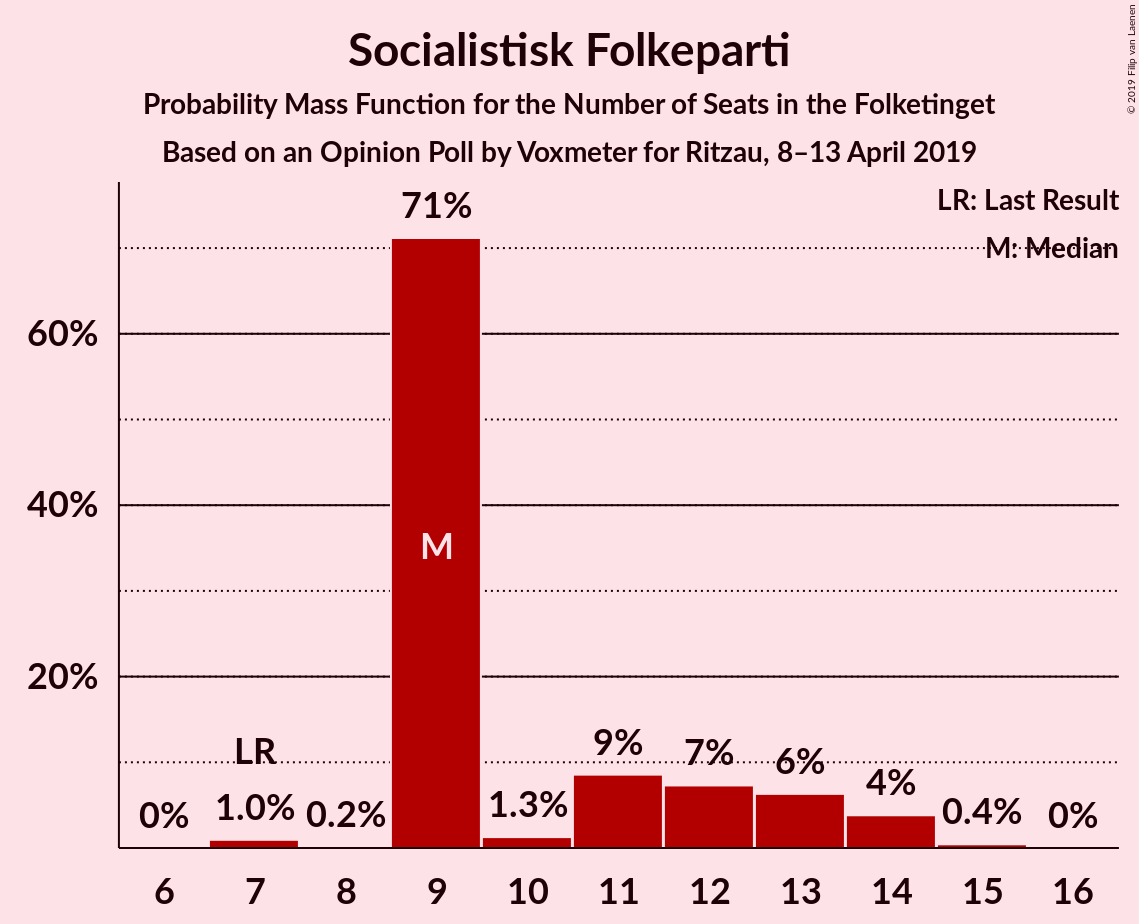 Socialistisk Folkeparti
Probability Mass Function for the Number of Seats in the Folketinget
Based on an Opinion Poll by Voxmeter for Ritzau, 8–13 April 2019
© 2019 Filip van Laenen
LR: Last Result
M: Median
71%
60%
40%
M
20%
LR
0%
1.0%
0.2%
1.3%
9%
7%
6%
4%
0.4%
0%
6 7 8 9 10 11 12 13 14 15 16